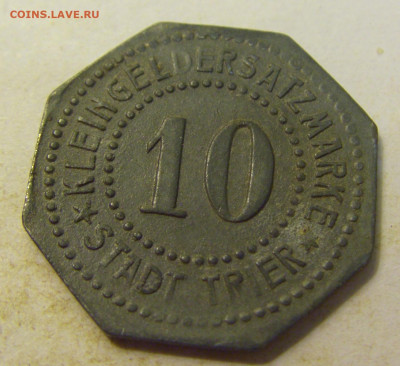 COINS.LAVE.RU
★ KLEINGELDERSATZMARKE ★
10
STADT TRIER